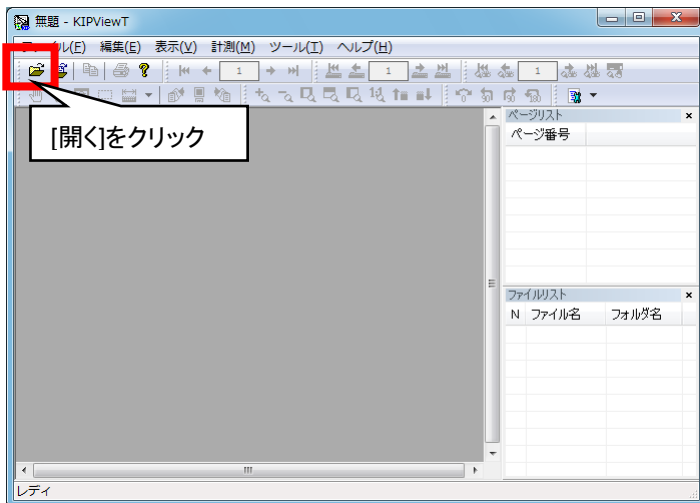 無題 - KIPViewT
ル(F) 編集(E) 表示(V) 計測(M) ツール(T) ヘルプ(H)
1 1 1
[開く]をクリック
ページリスト
ページ番号
ファイルリスト
N ファイル名 フォルダ名
レディ